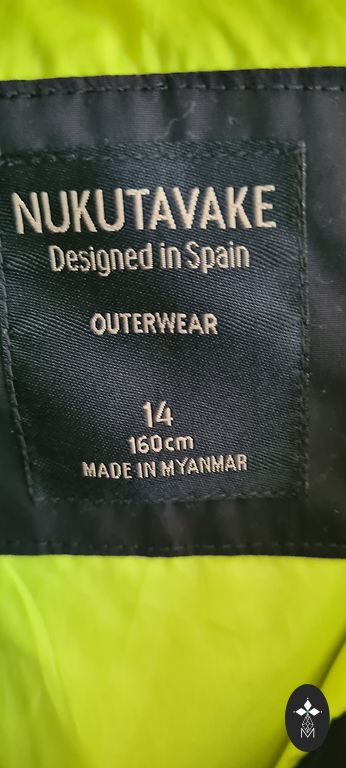 NUKUTAVAKE
Designed in Spain
OUTERWEAR
14
160cm
MADE IN MYANMAR
M